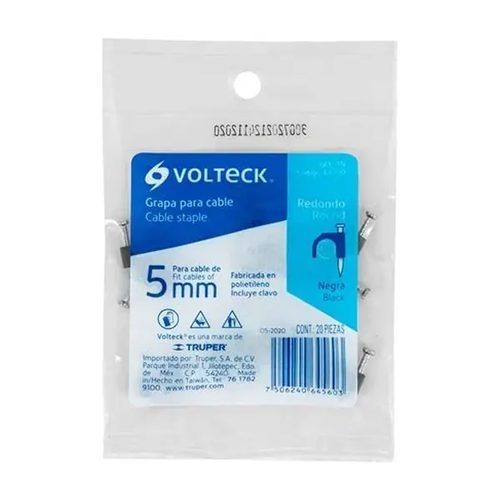 VOLTECK
Grapa para cable
Cable staple
Redondo
Round
Para cable de
Fit cables of
5mm
Fabricada en
polietileno
Incluye clavo
Negra
Black
05-2020
CONT. 20 PIEZAS
Volteck® es una marca de
TRUPER®
Importado por: Truper, S.A. de C.V.
Parque Industrial 1, Jilotepec, Edo.
de Méx. C.P. 54240. Made
in/Hecho en Taiwán, Tel. 76 1782
9100. www.truper.com
7 506240 645603